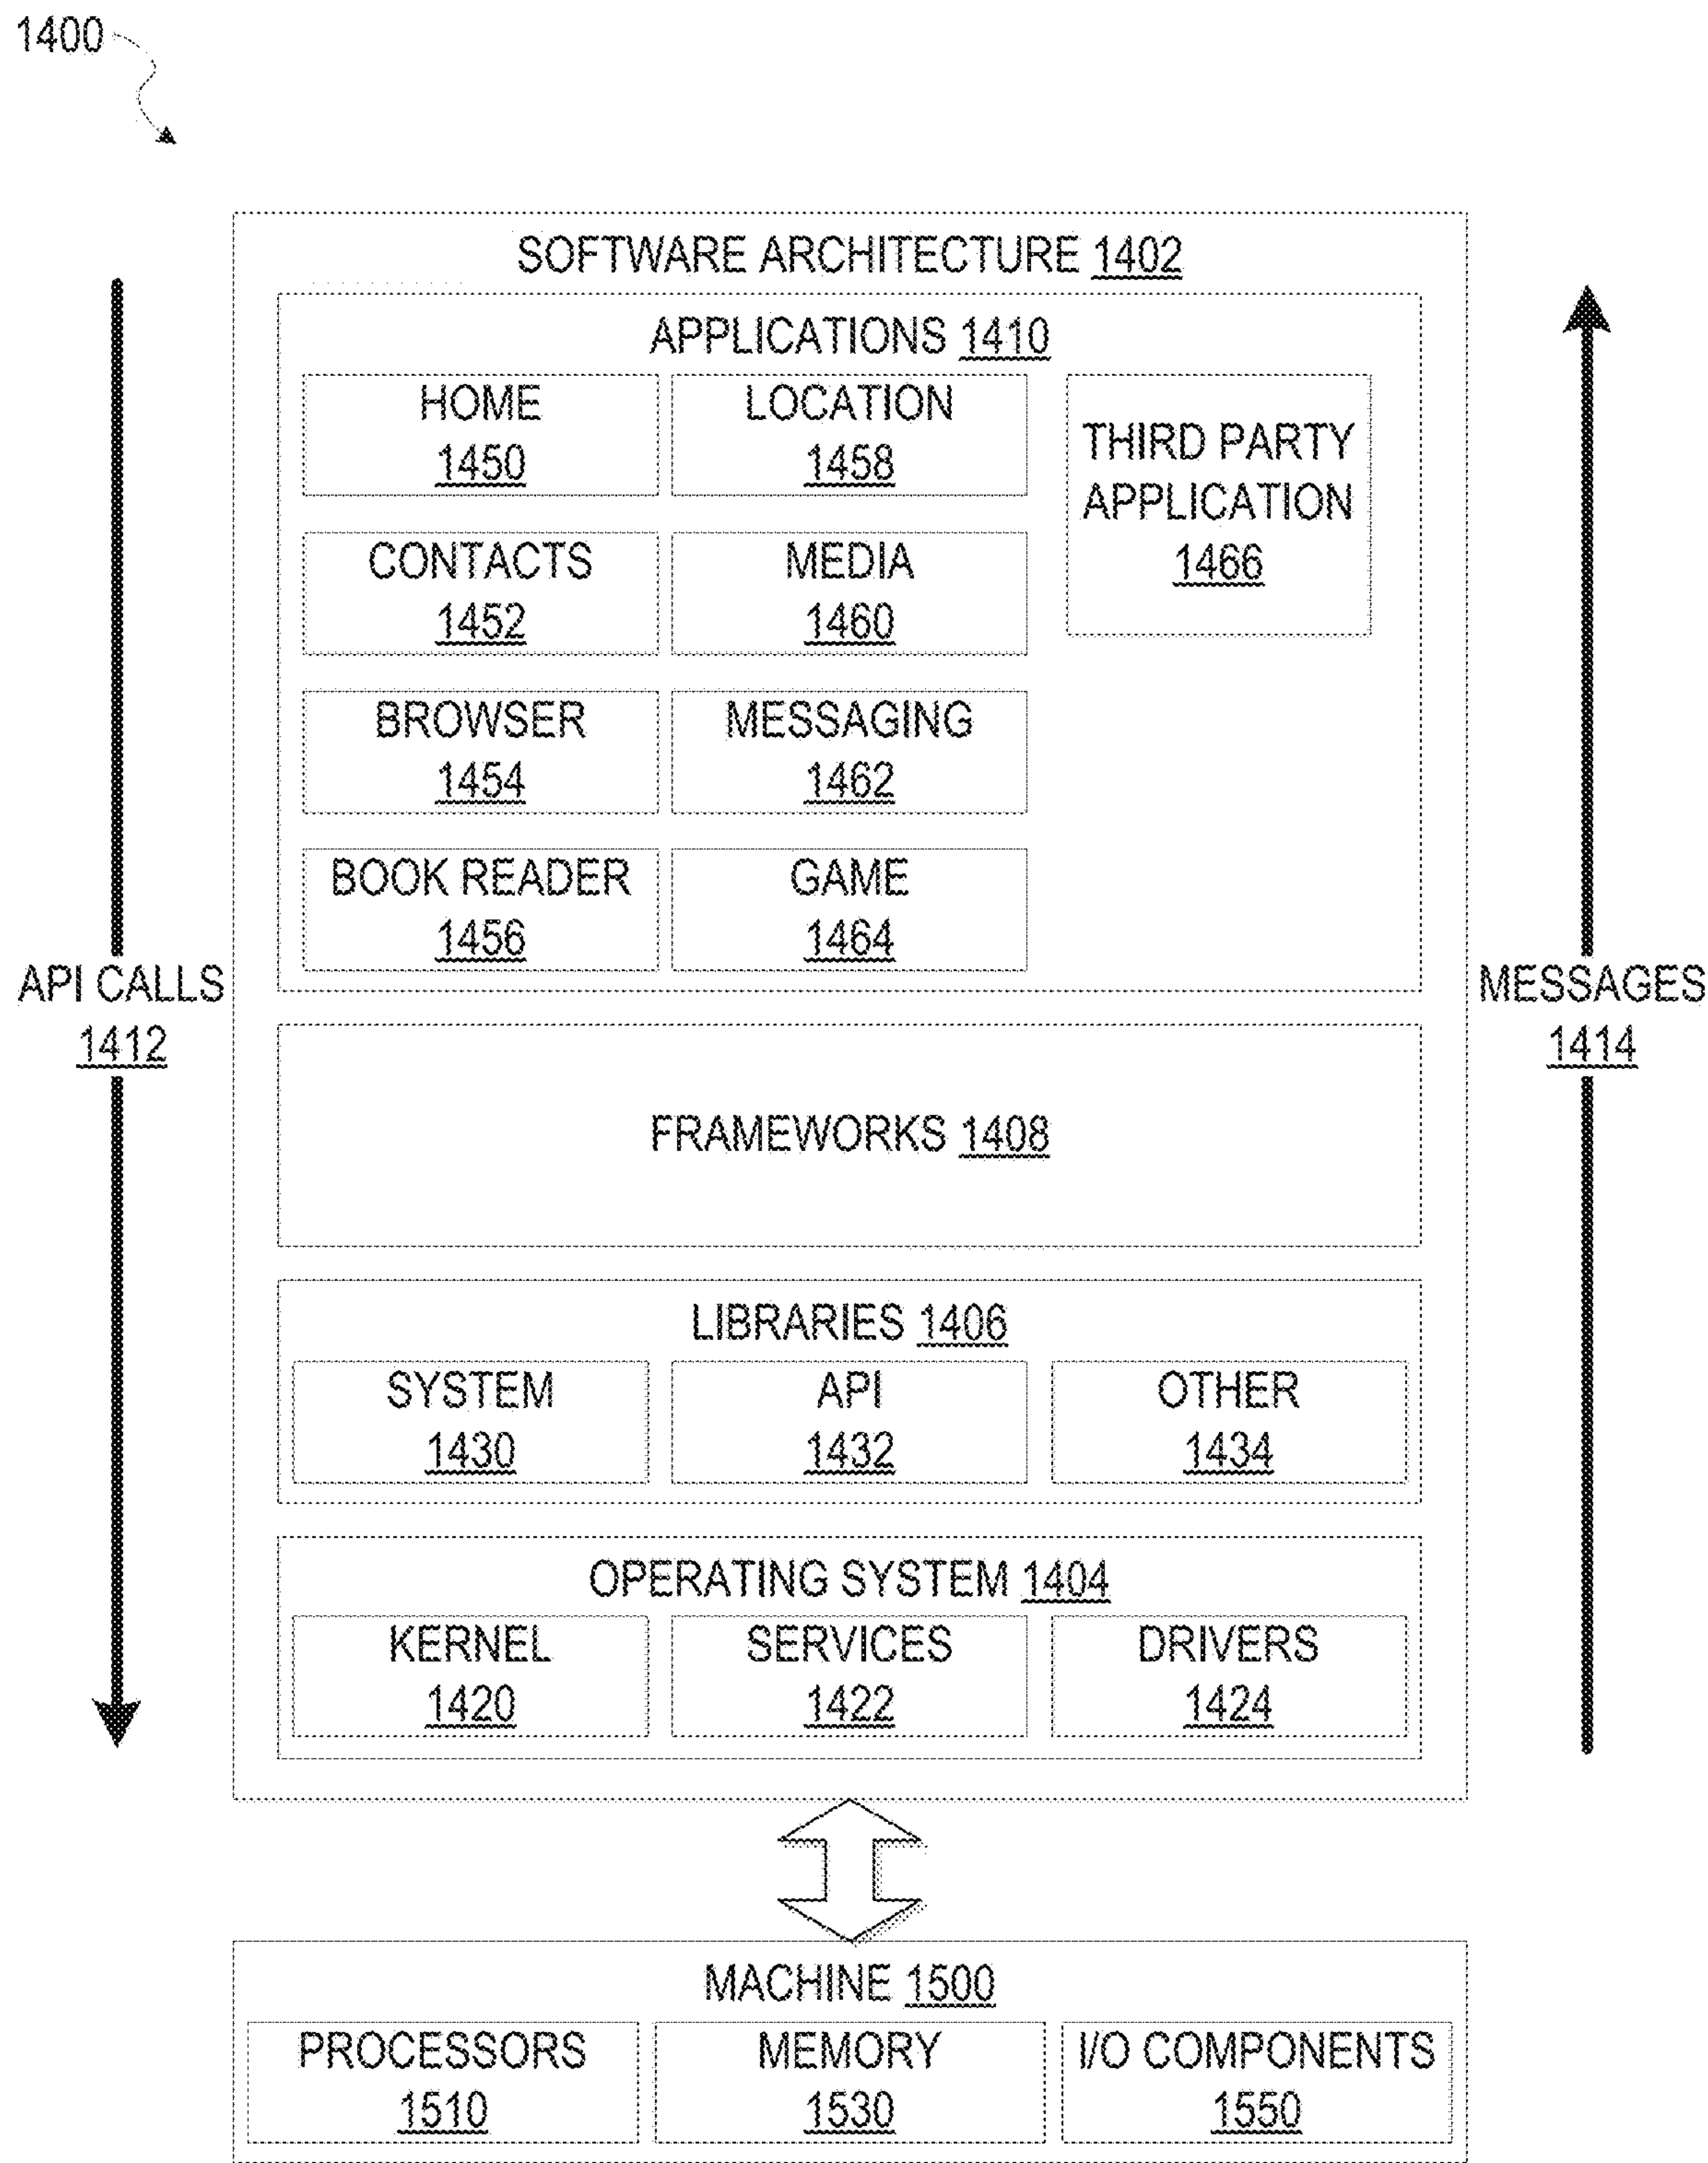 1400
SOFTWARE ARCHITECTURE 1402
APPLICATIONS 1410
HOME
1450
LOCATION
1458
THIRD PARTY
APPLICATION
1466
CONTACTS
1452
MEDIA
1460
BROWSER
1454
MESSAGING
1462
BOOK READER
1456
GAME
1464
API CALLS
1412
MESSAGES
1414
FRAMEWORKS 1408
LIBRARIES 1406
SYSTEM
1430
API
1432
OTHER
1434
OPERATING SYSTEM 1404
KERNEL
1420
SERVICES
1422
DRIVERS
1424
MACHINE 1500
PROCESSORS
1510
MEMORY
1530
I/O COMPONENTS
1550